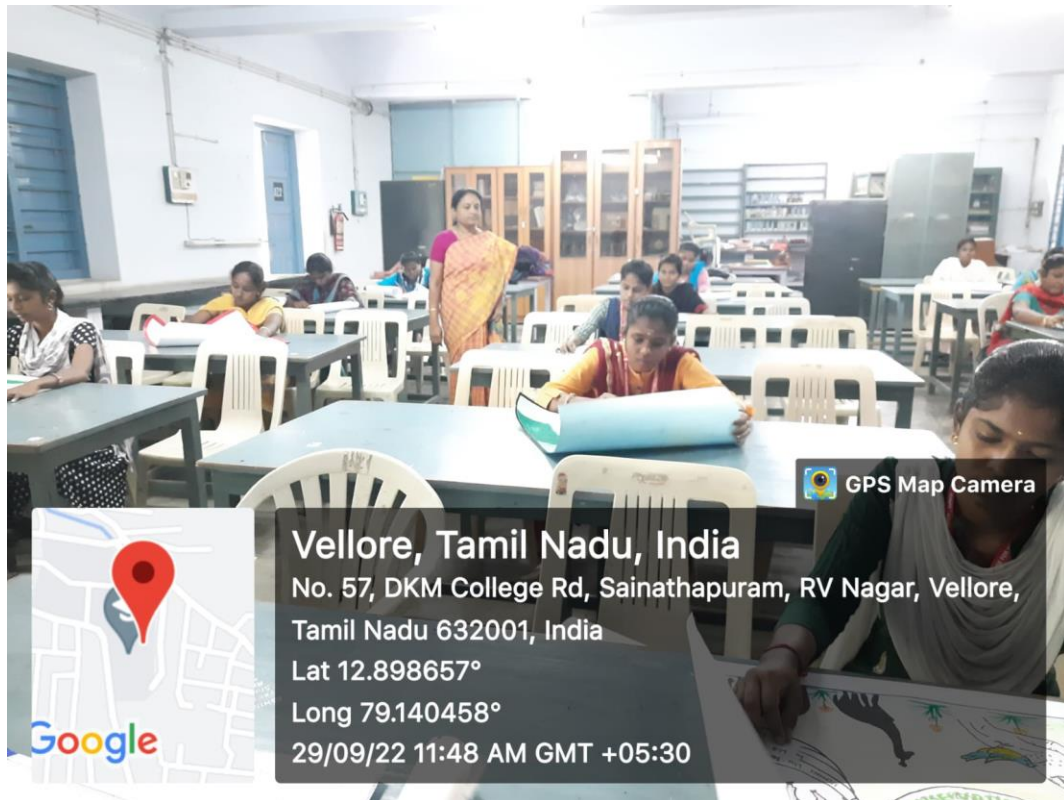 GPS Map Camera
Vellore, Tamil Nadu, India
No. 57, DKM College Rd, Sainathapuram, RV Nagar, Vellore,
Tamil Nadu 632001, India
Lat 12.898657°
Long 79.140458°
29/09/22 11:48 AM GMT +05:30
Google